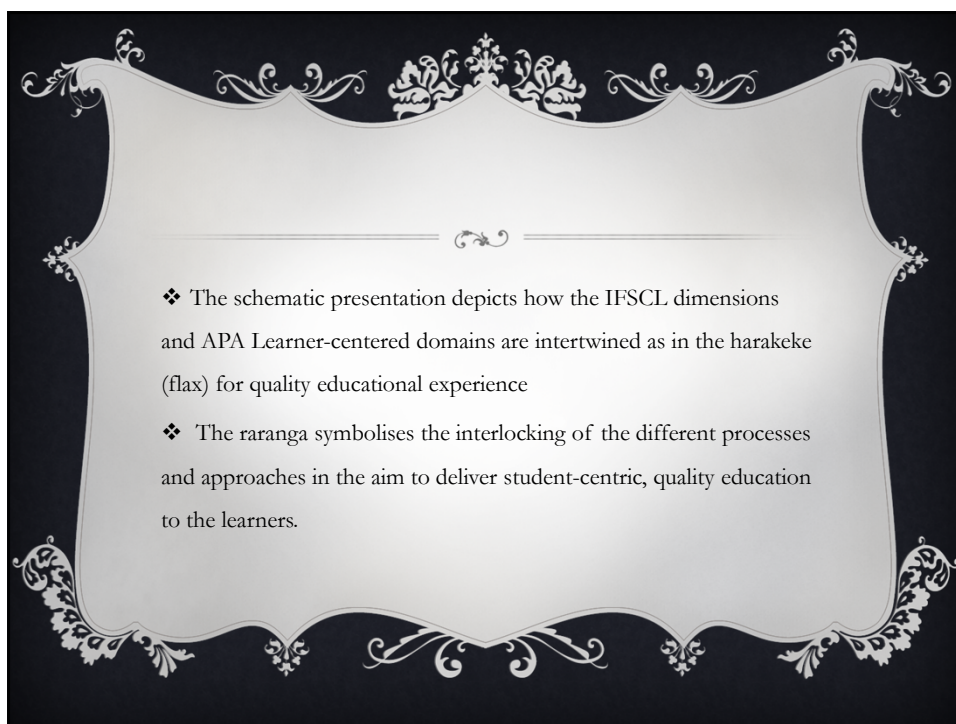 ❖ The schematic presentation depicts how the IFSCL dimensions
and APA Learner-centered domains are intertwined as in the harakeke
(flax) for quality educational experience
❖ The raranga symbolises the interlocking of the different processes
and approaches in the aim to deliver student-centric, quality education
to the learners.